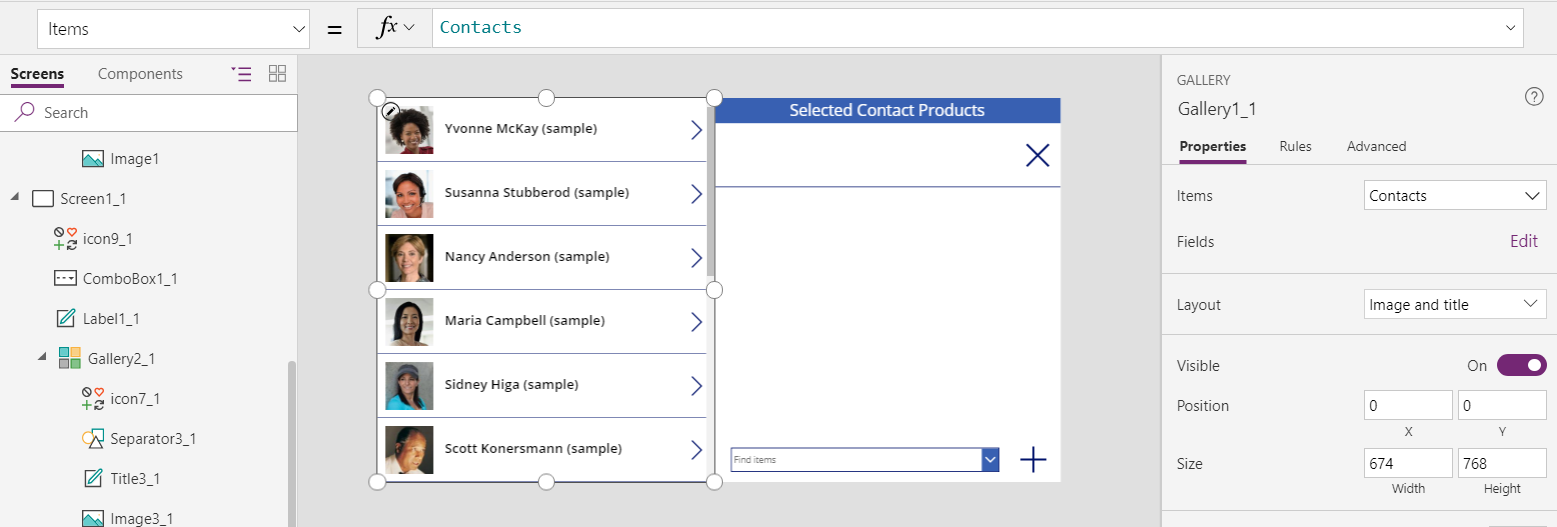 Items
=
fx
Contacts
Screens
Components
Search
Image1
Screen1_1
icon9_1
ComboBox1_1
Label1_1
Gallery2_1
icon7_1
Separator3_1
Title3_1
Image3_1
Yvonne McKay (sample)
Susanna Stubberod (sample)
Nancy Anderson (sample)
Maria Campbell (sample)
Sidney Higa (sample)
Scott Konersmann (sample)
Selected Contact Products
Find items
GALLERY
?
Gallery1_1
Properties Rules Advanced
Items Contacts
Fields Edit
Layout Image and title
Visible On
Position 0 0
X Y
Size 674 768
Width Height